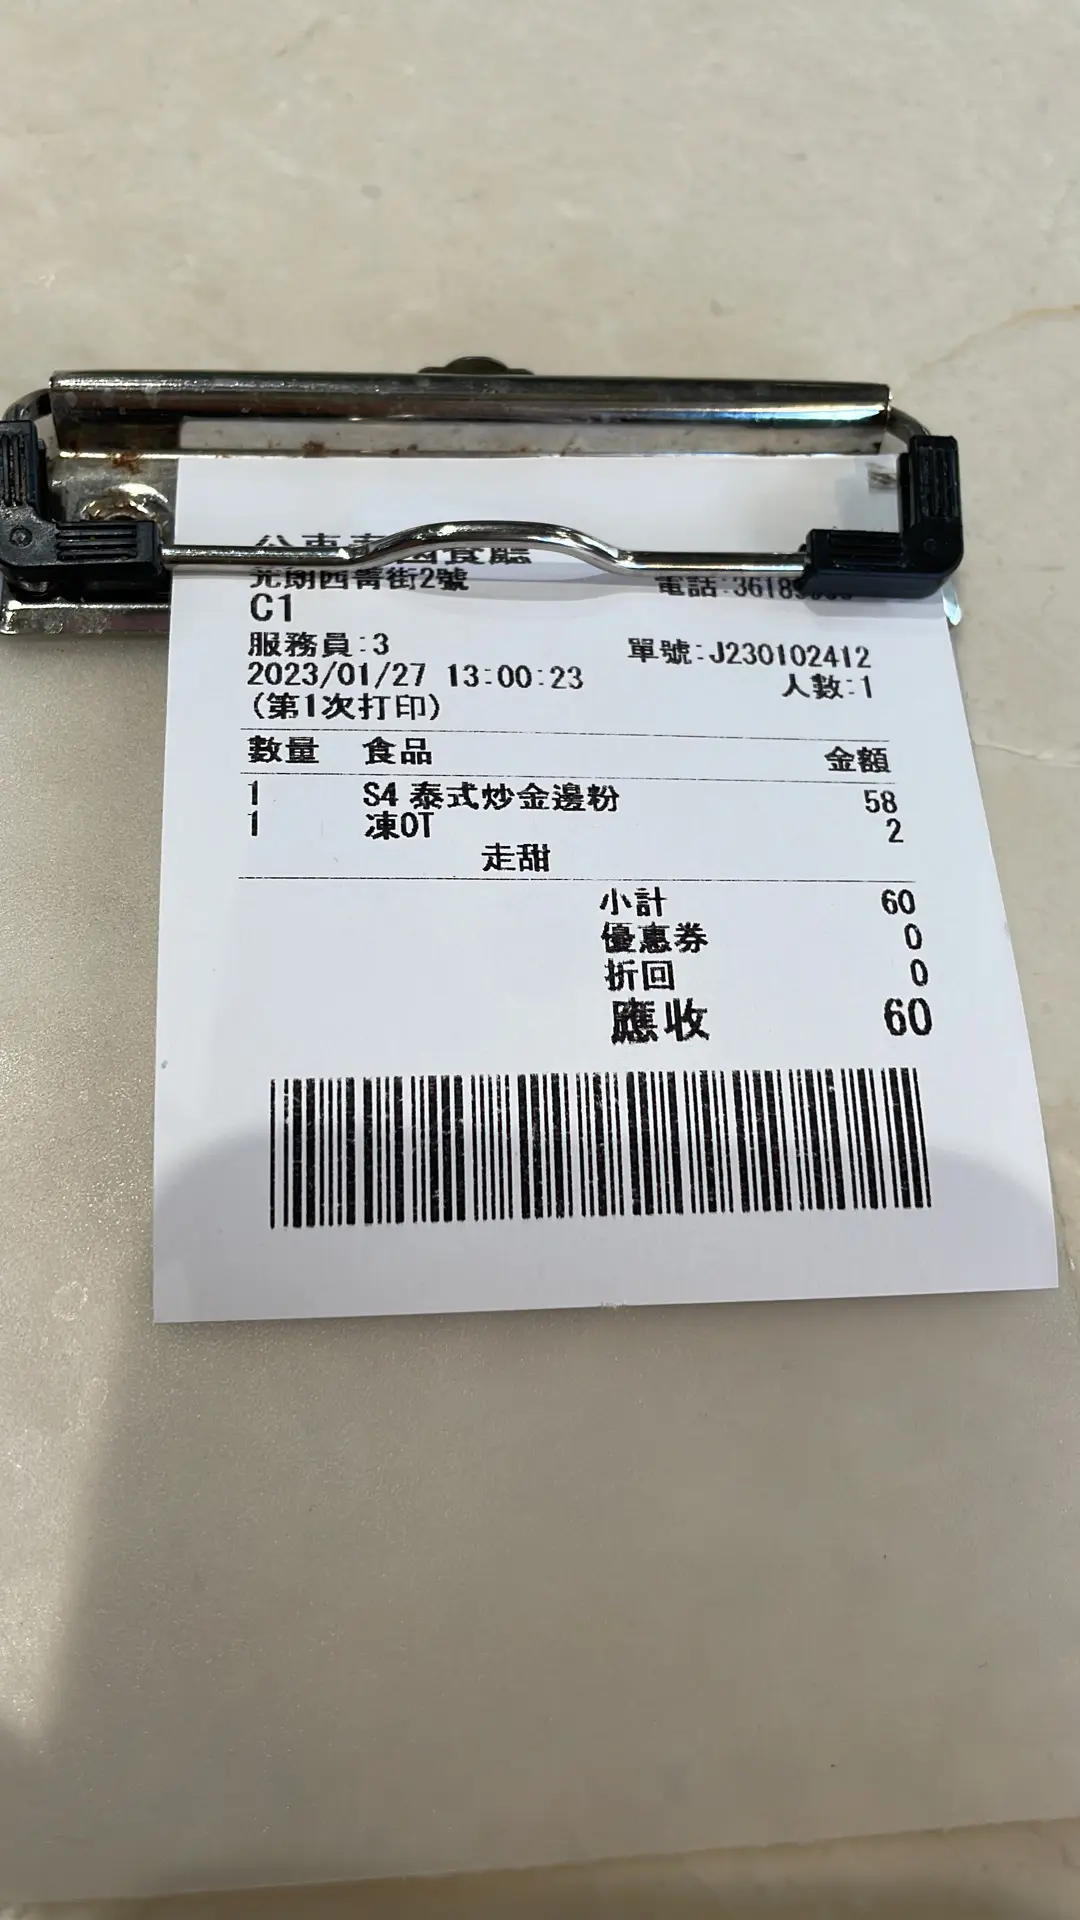 元朗西菁街2號
電話:3618
C1
服務員:3
單號:J230102412
2023/01/27 13:00:23
人數:1
(第1次打印)
數量 食品 金額
1 S4 泰式炒金邊粉 58
1 凍OT 2
走甜
小計 60
優惠券 0
折回 0
應收 60